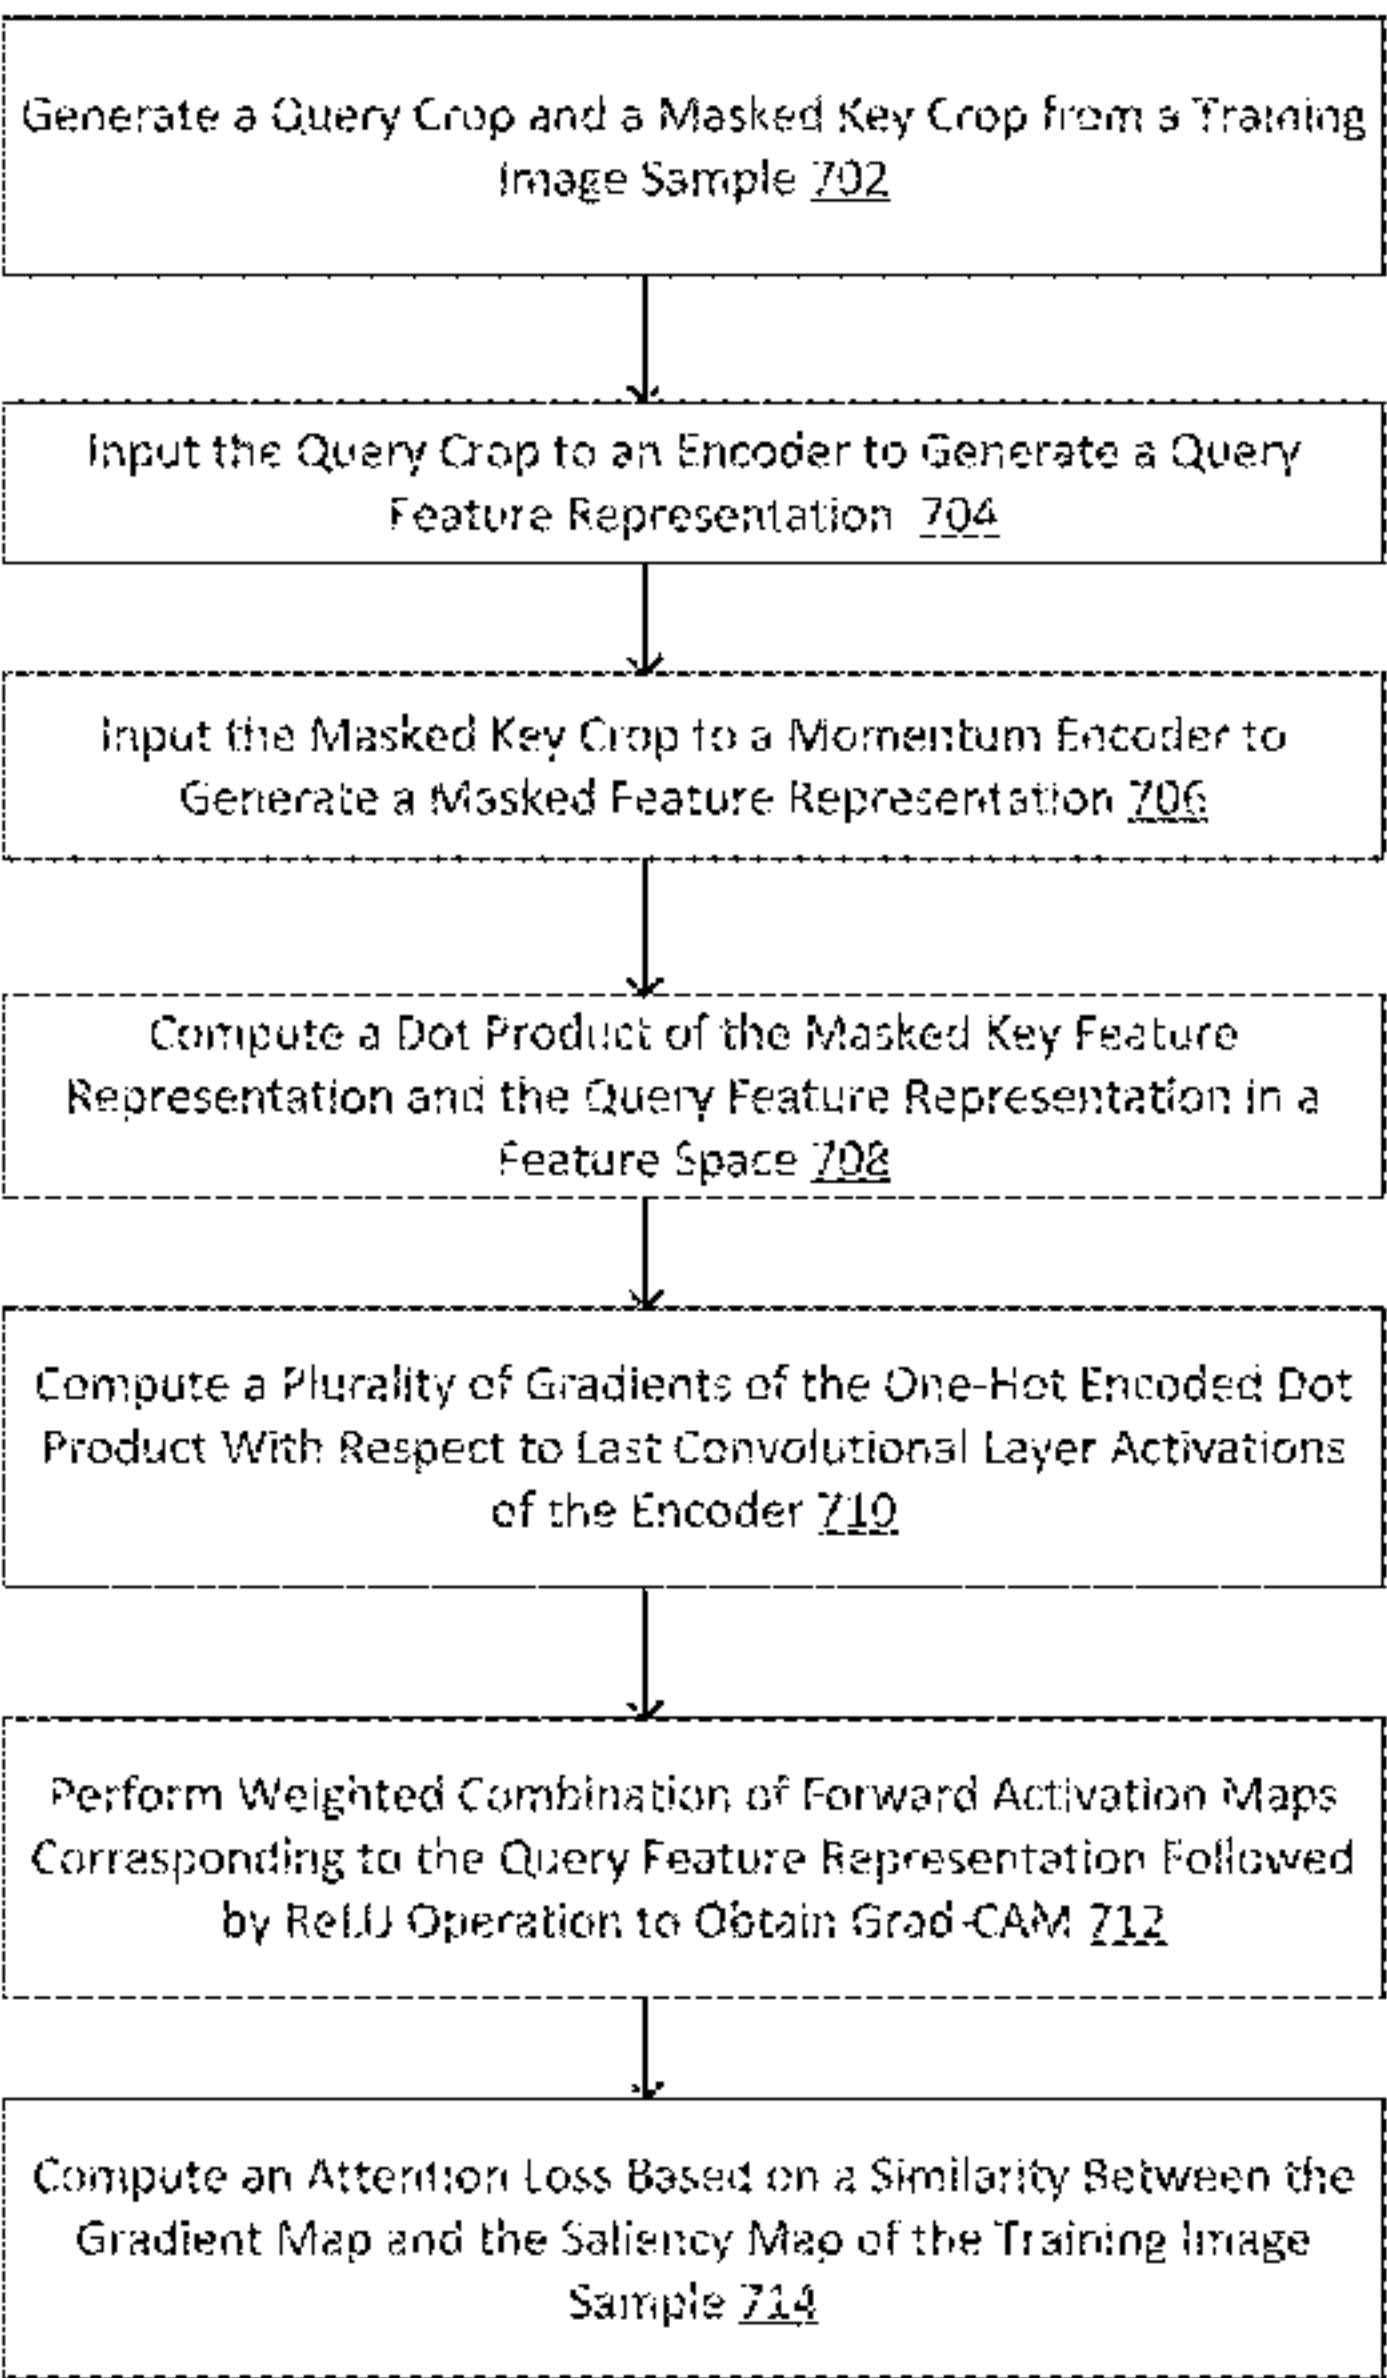 Generate a Query Crop and a Masked Key Crop from a Training
Image Sample 702
Input the Query Crop to an Encoder to Generate a Query
Feature Representation 704
Input the Masked Key Crop to a Momentum Encoder to
Generate a Masked Feature Representation 706
Compute a Dot Product of the Masked Key Feature
Representation and the Query Feature Representation in a
Feature Space 708
Compute a Plurality of Gradients of the One-Hot Encoded Dot
Product With Respect to Last Convolutional Layer Activations
of the Encoder 710
Perform Weighted Combination of Forward Activation Maps
Corresponding to the Query Feature Representation Followed
by ReLU Operation to Obtain Grad-CAM 712
Compute an Attention Loss Based on a Similarity Between the
Gradient Map and the Saliency Map of the Training Image
Sample 714